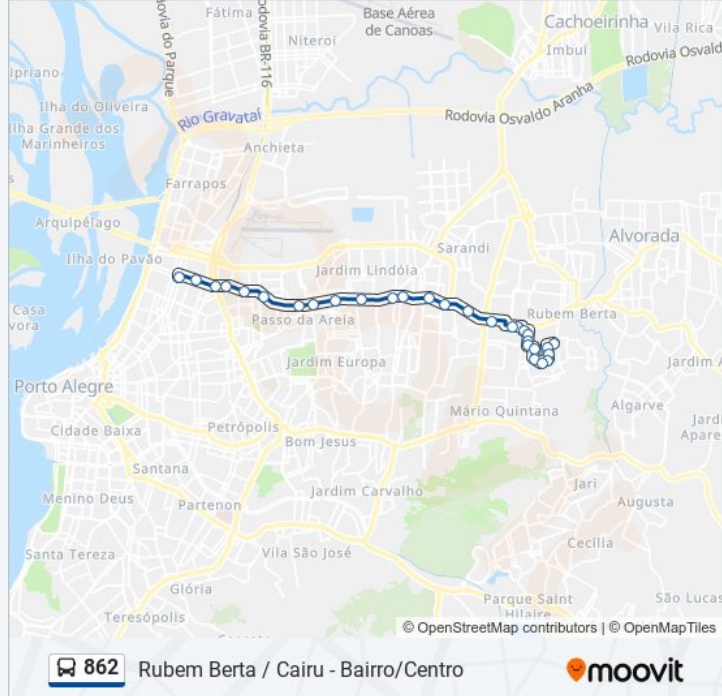 Fátima
Base Aérea
de Canoas
Cachoeirinha
Vila Rica
Niteroi
Imbui
ovia do Parque
Rodovia BR-116
Rodovia Osvaldo
cipriano
Ilha do Oliveira
Rio Gravataí
Rodovia Osvaldo Aranha
Ilha Grande dos
Marinheiros
Anchieta
Farrapos
Arquipélago
Alvorada
Sarandi
Ilha do Pavão
Jardim Lindóia
Casa
vora
Passo da Areia
Rubem Berta
Jardim Europa
Jardim A
Porto Alegre
Algarve
Mário Quintana
Jardi
Apare
Cidade Baixa
Petrópolis
Bom Jesus
Santana
Jari
Menino Deus
Jardim Carvalho
Augusta
Partenon
Cecília
Santa Tereza
Vila São José
Glória
Parque Saint
Hilaire
São Lucas
Teresópolis
© OpenStreetMap contributors | © OpenMapTiles
862 Rubem Berta / Cairu - Bairro/Centro
moovit